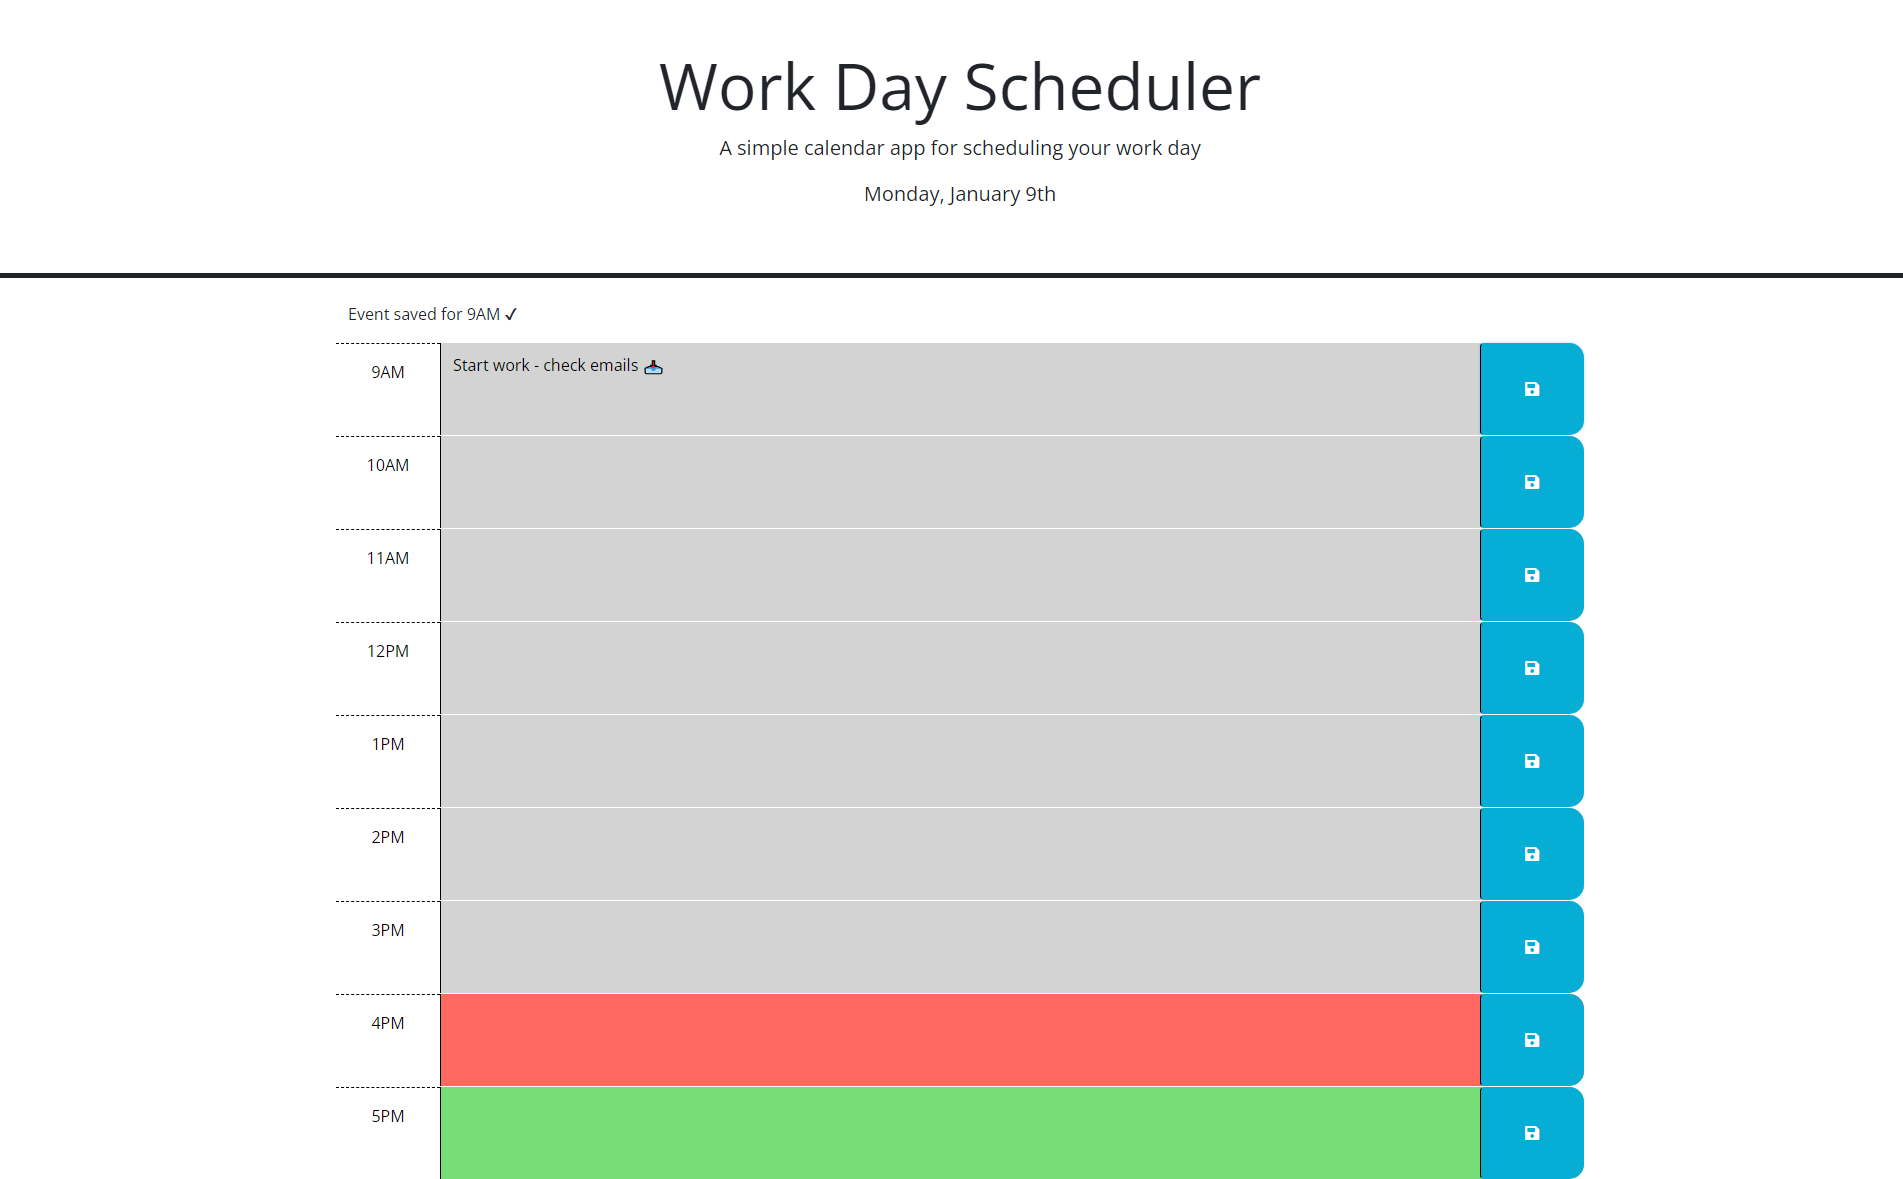 Work Day Scheduler
A simple calendar app for scheduling your work day
Monday, January 9th
Event saved for 9AM ✓
9AM
Start work - check emails 📥
10AM
11AM
12PM
1PM
2PM
3PM
4PM
5PM